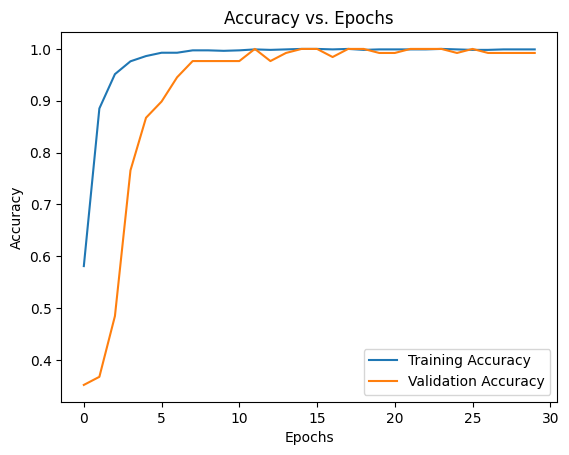 Accuracy vs. Epochs
1.0
0.9
0.8
0.7
0.6
0.5
0.4
Accuracy
0 5 10 15 20 25 30
Epochs
Training Accuracy
Validation Accuracy